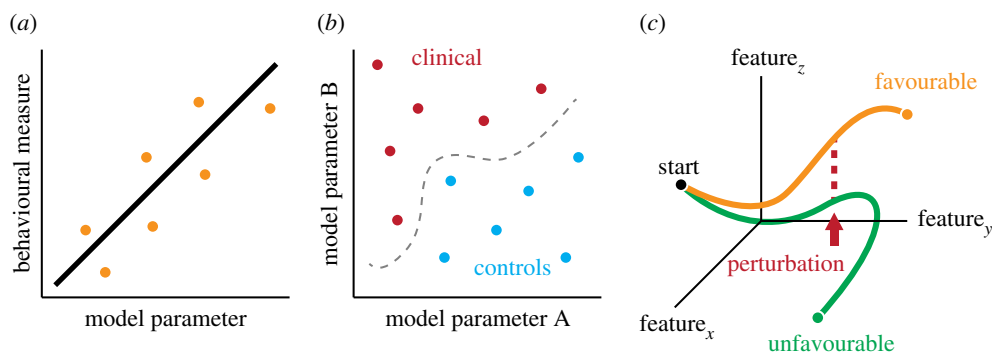 (a)
behavioural measure
model parameter
(b)
clinical
model parameter B
controls
model parameter A
(c)
feature_z
favourable
start
feature_y
perturbation
feature_x
unfavourable